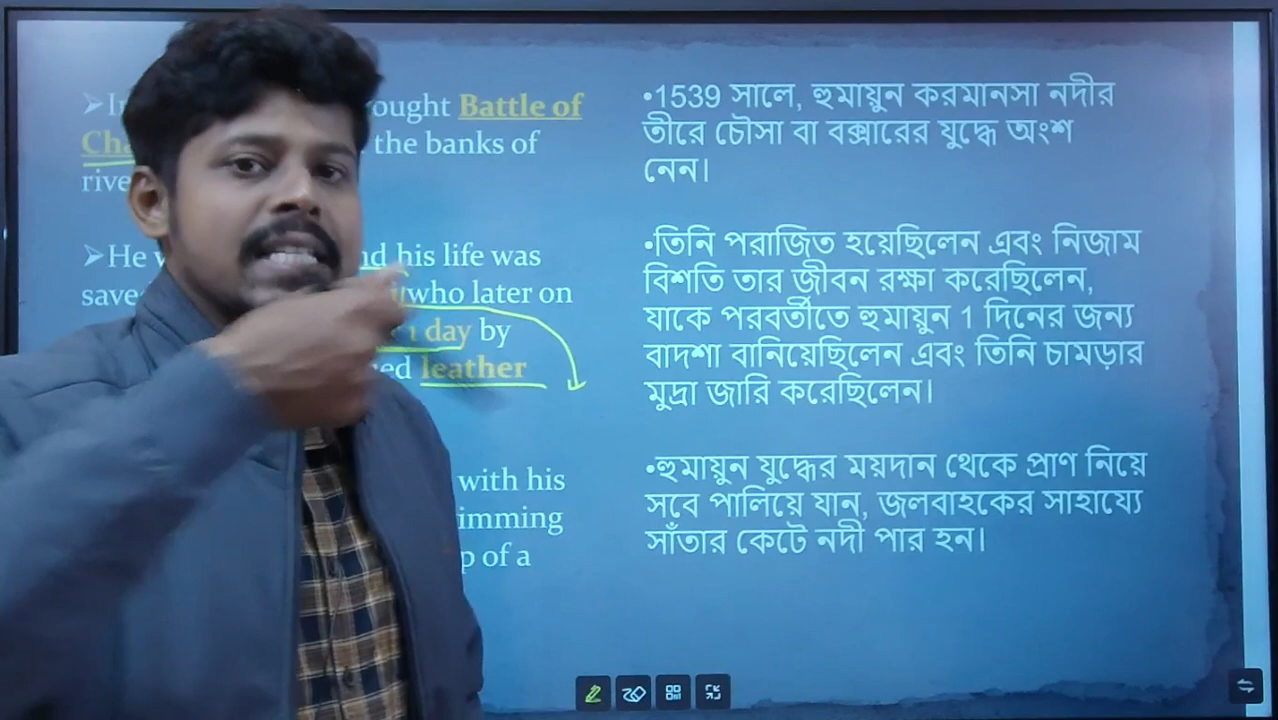 ought Battle of
the banks of
rive
He
nd his life was
save
who later on
1 day by
ed leather
with his
imming
p of a
•1539 সালে, হুমায়ুন করমানসা নদীর
তীরে চৌসা বা বক্সারের যুদ্ধে অংশ
নেন।
•তিনি পরাজিত হয়েছিলেন এবং নিজাম
বিশতি তার জীবন রক্ষা করেছিলেন,
যাকে পরবর্তীতে হুমায়ুন 1 দিনের জন্য
বাদশা বানিয়েছিলেন এবং তিনি চামড়ার
মুদ্রা জারি করেছিলেন।
•হুমায়ুন যুদ্ধের ময়দান থেকে প্রাণ নিয়ে
সবে পালিয়ে যান, জলবাহকের সাহায্যে
সাঁতার কেটে নদী পার হন।